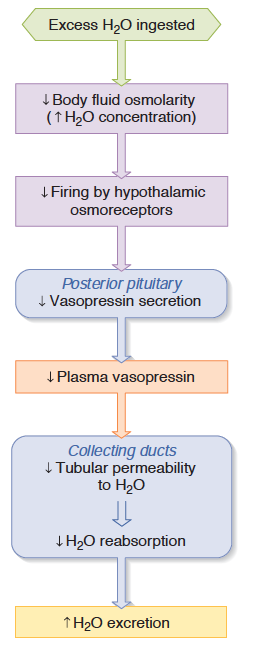 Excess H₂O ingested
↓Body fluid osmolarity
(↑H₂O concentration)
↓Firing by hypothalamic
osmoreceptors
Posterior pituitary
↓Vasopressin secretion
↓Plasma vasopressin
Collecting ducts
↓Tubular permeability
to H₂O
↓H₂O reabsorption
↑H₂O excretion